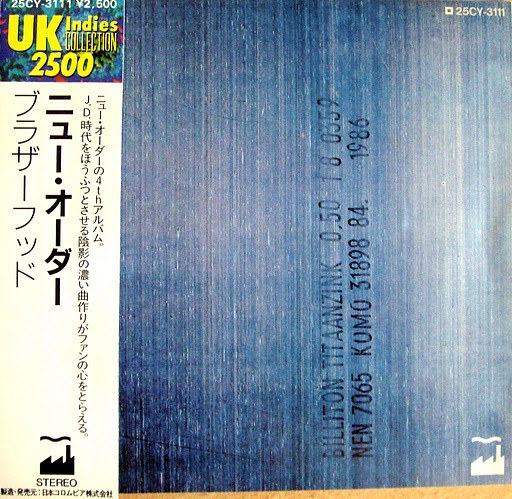 25CY-3111 ¥2,500
UK Indies
COLLECTION
2500
ニュー・オーダー
ブラザーフッド
ニュー・オーダーの4thアルバム。
J.D.時代をほうふつとさせる陰影の濃い曲作りがファンの心をとらえる。
STEREO
製造・発売元:日本コロムビア株式会社
25CY-3111
BILLITON TITAANZINK 0,50 18 0359
NEN 7065 KOMO 31898 84. 1986